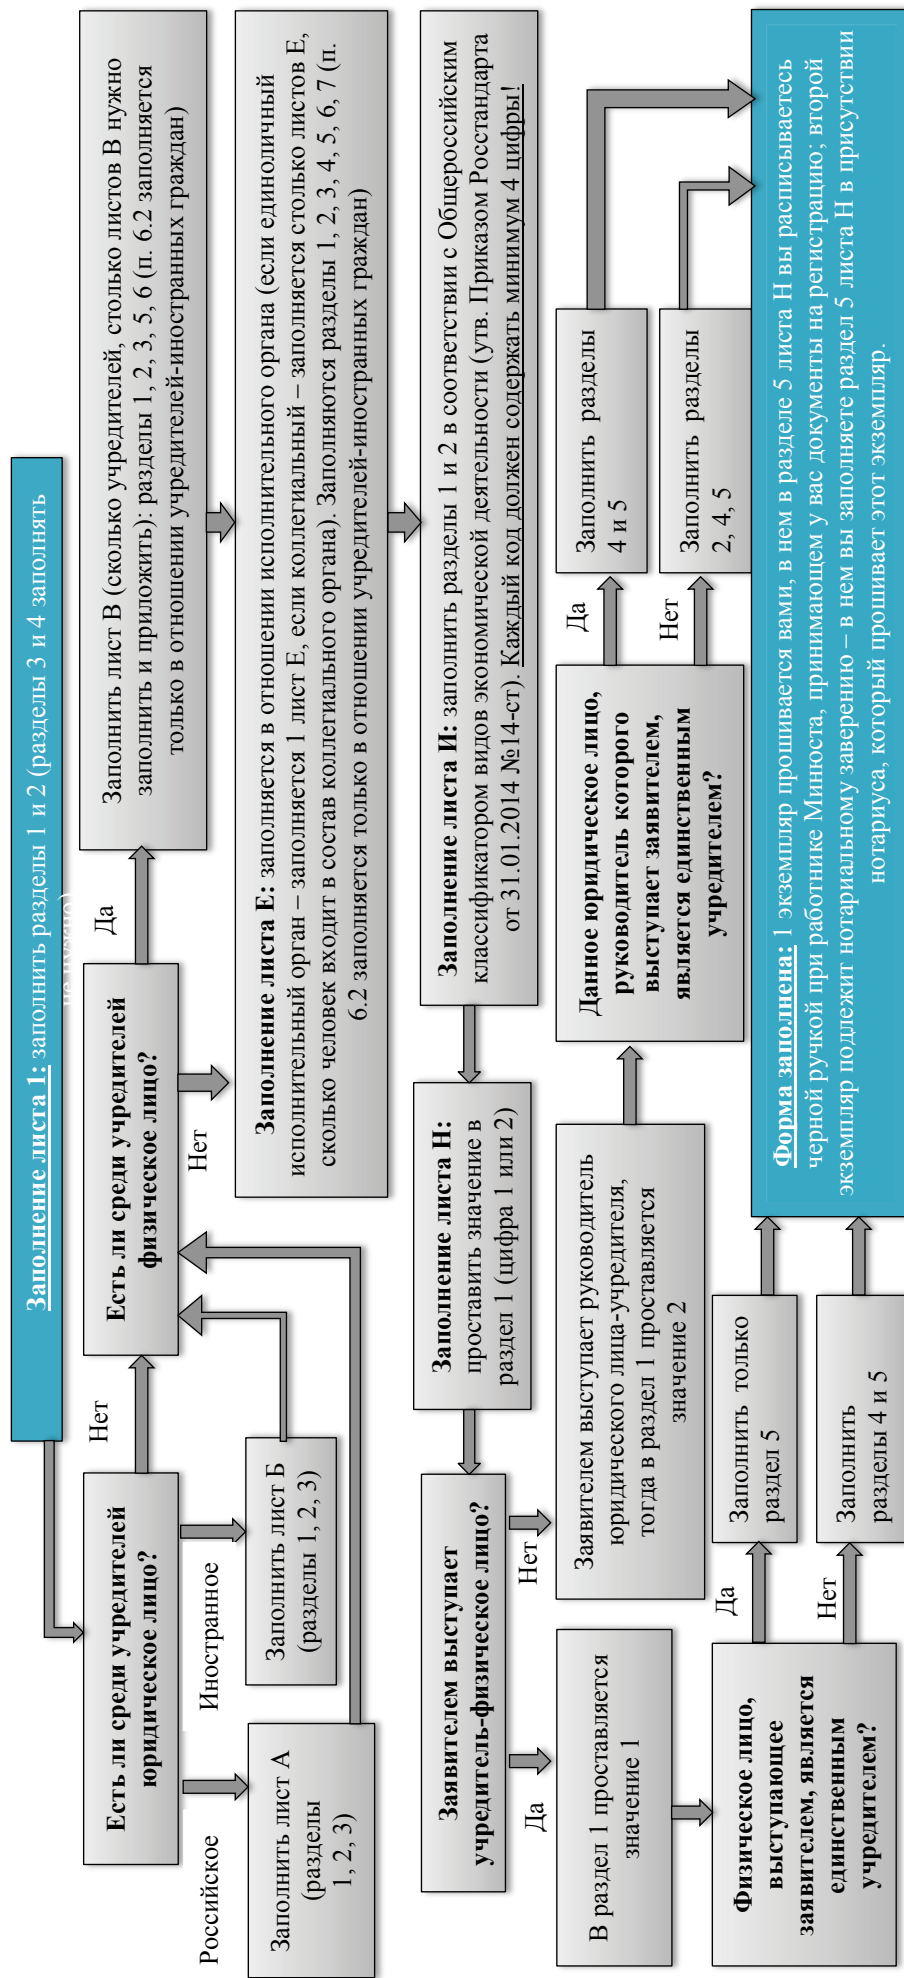 Заполнение листа 1: заполнить разделы 1 и 2 (разделы 3 и 4 заполнять
не нужно)
Есть ли среди учредителей
юридическое лицо?
Нет
Российское
Иностранное
Заполнить лист А
(разделы
1, 2, 3)
Заполнить лист Б
(разделы 1, 2, 3)
Есть ли среди учредителей
физическое лицо?
Да
Нет
Заполнить лист В (сколько учредителей, столько листов В нужно
заполнить и приложить): разделы 1, 2, 3, 5, 6 (п. 6.2 заполняется
только в отношении учредителей-иностранных граждан)
Заполнение листа Е: заполняется в отношении исполнительного органа (если единоличный
исполнительный орган – заполняется 1 лист Е, если коллегиальный – заполняется столько листов Е,
сколько человек входит в состав коллегиального органа). Заполняются разделы 1, 2, 3, 4, 5, 6, 7 (п.
6.2 заполняется только в отношении учредителей-иностранных граждан)
Заполнение листа И: заполнить разделы 1 и 2 в соответствии с Общероссийским
классификатором видов экономической деятельности (утв. Приказом Росстандарта
от 31.01.2014 №14-ст). Каждый код должен содержать минимум 4 цифры!
Заполнение листа Н:
проставить значение в
раздел 1 (цифра 1 или 2)
Заявителем выступает
учредитель-физическое лицо?
Да
Нет
В раздел 1 проставляется
значение 1
Заявителем выступает руководитель
юридического лица-учредителя,
тогда в раздел 1 проставляется
значение 2
Данное юридическое лицо,
руководитель которого
выступает заявителем,
является единственным
учредителем?
Да
Нет
Заполнить разделы
4 и 5
Заполнить разделы
2, 4, 5
Физическое лицо,
выступающее
заявителем, является
единственным
учредителем?
Да
Нет
Заполнить только
раздел 5
Заполнить
разделы 4 и 5
Форма заполнена: 1 экземпляр прошивается вами, в нем в разделе 5 листа Н вы расписываетесь
черной ручкой при работнике Минюста, принимающем у вас документы на регистрацию; второй
экземпляр подлежит нотариальному заверению – в нем вы заполняете раздел 5 листа Н в присутствии
нотариуса, который прошивает этот экземпляр.